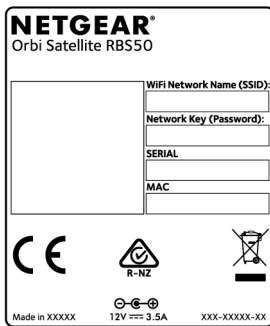 NETGEAR®
Orbi Satellite RBS50
WiFi Network Name (SSID):
Network Key (Password):
SERIAL
MAC
CE
R-NZ
Made in XXXXX
12V ⎓ 3.5A
XXX-XXXXX-XX